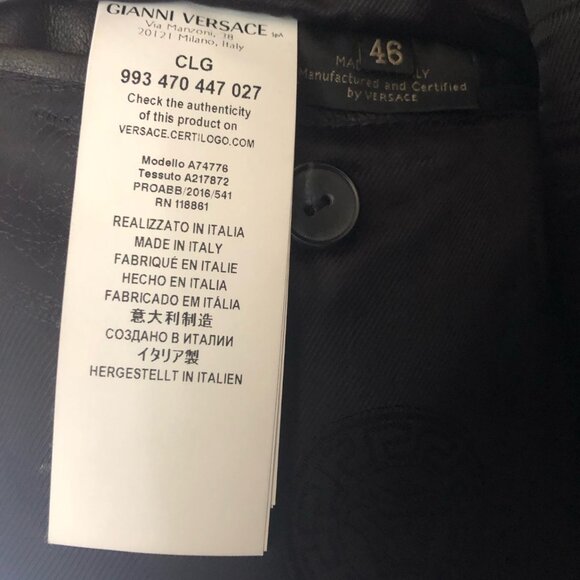 GIANNI VERSACE
Via Manzoni, 38
20121 Milano, Italy
CLG
993 470 447 027
Check the authenticity
of this product on
VERSACE.CERTILOGO.COM
Modello A74776
Tessuto A217872
PROABB/2016/541
RN 118861
REALIZZATO IN ITALIA
MADE IN ITALY
FABRIQUÉ EN ITALIE
HECHO EN ITALIA
FABRICADO EM ITÁLIA
意大利制造
СОЗДАНО В ИТАЛИИ
イタリア製
HERGESTELLT IN ITALIEN
46
Manufactured and Certified
by VERSACE